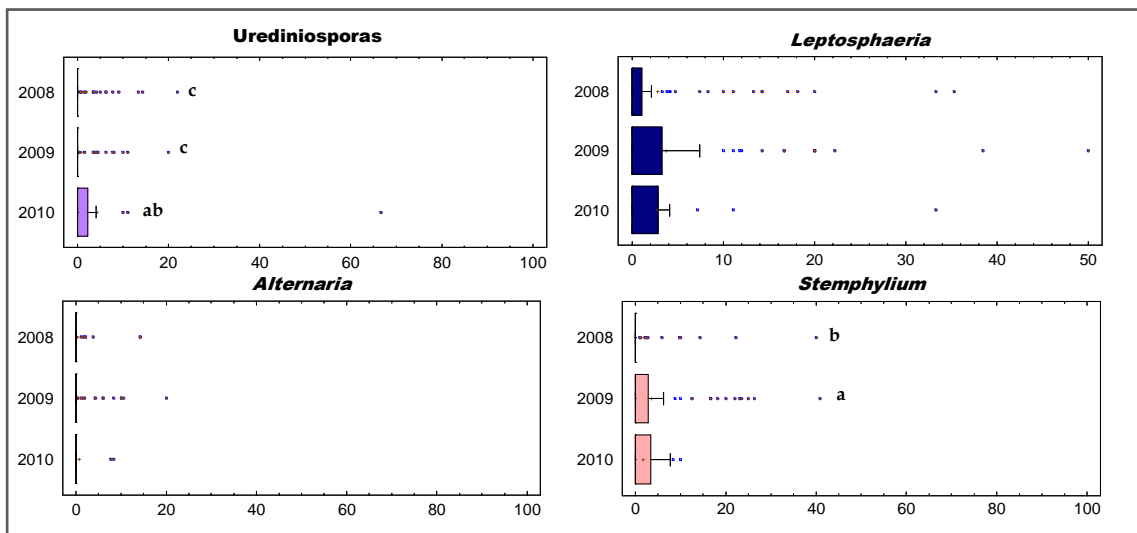 Urediniosporas
2008 c
2009 c
2010 ab
0 20 40 60 80 100
Leptosphaeria
2008
2009
2010
0 10 20 30 40 50
Alternaria
2008
2009
2010
0 20 40 60 80 100
Stemphylium
2008 b
2009 a
2010
0 20 40 60 80 100